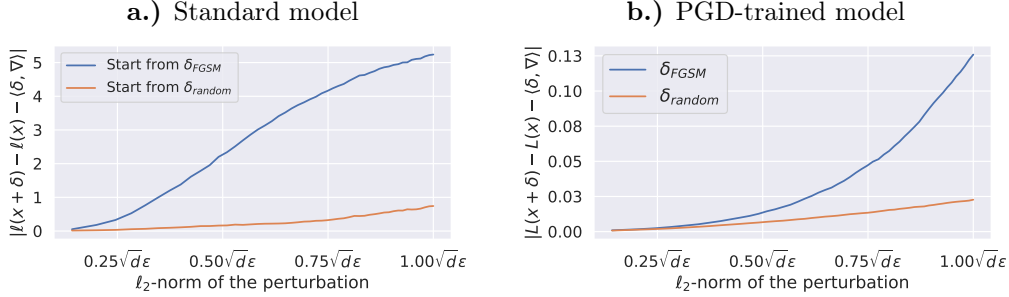 a.) Standard model
|ℓ(x + δ) − ℓ(x) − ⟨δ, ∇⟩|
5
4
3
2
1
0
Start from δ_FGSM
Start from δ_random
0.25√dε 0.50√dε 0.75√dε 1.00√dε
ℓ₂-norm of the perturbation
b.) PGD-trained model
|L(x + δ) − L(x) − ⟨δ, ∇⟩|
0.13
0.10
0.08
0.05
0.03
0.00
δ_FGSM
δ_random
0.25√dε 0.50√dε 0.75√dε 1.00√dε
ℓ₂-norm of the perturbation